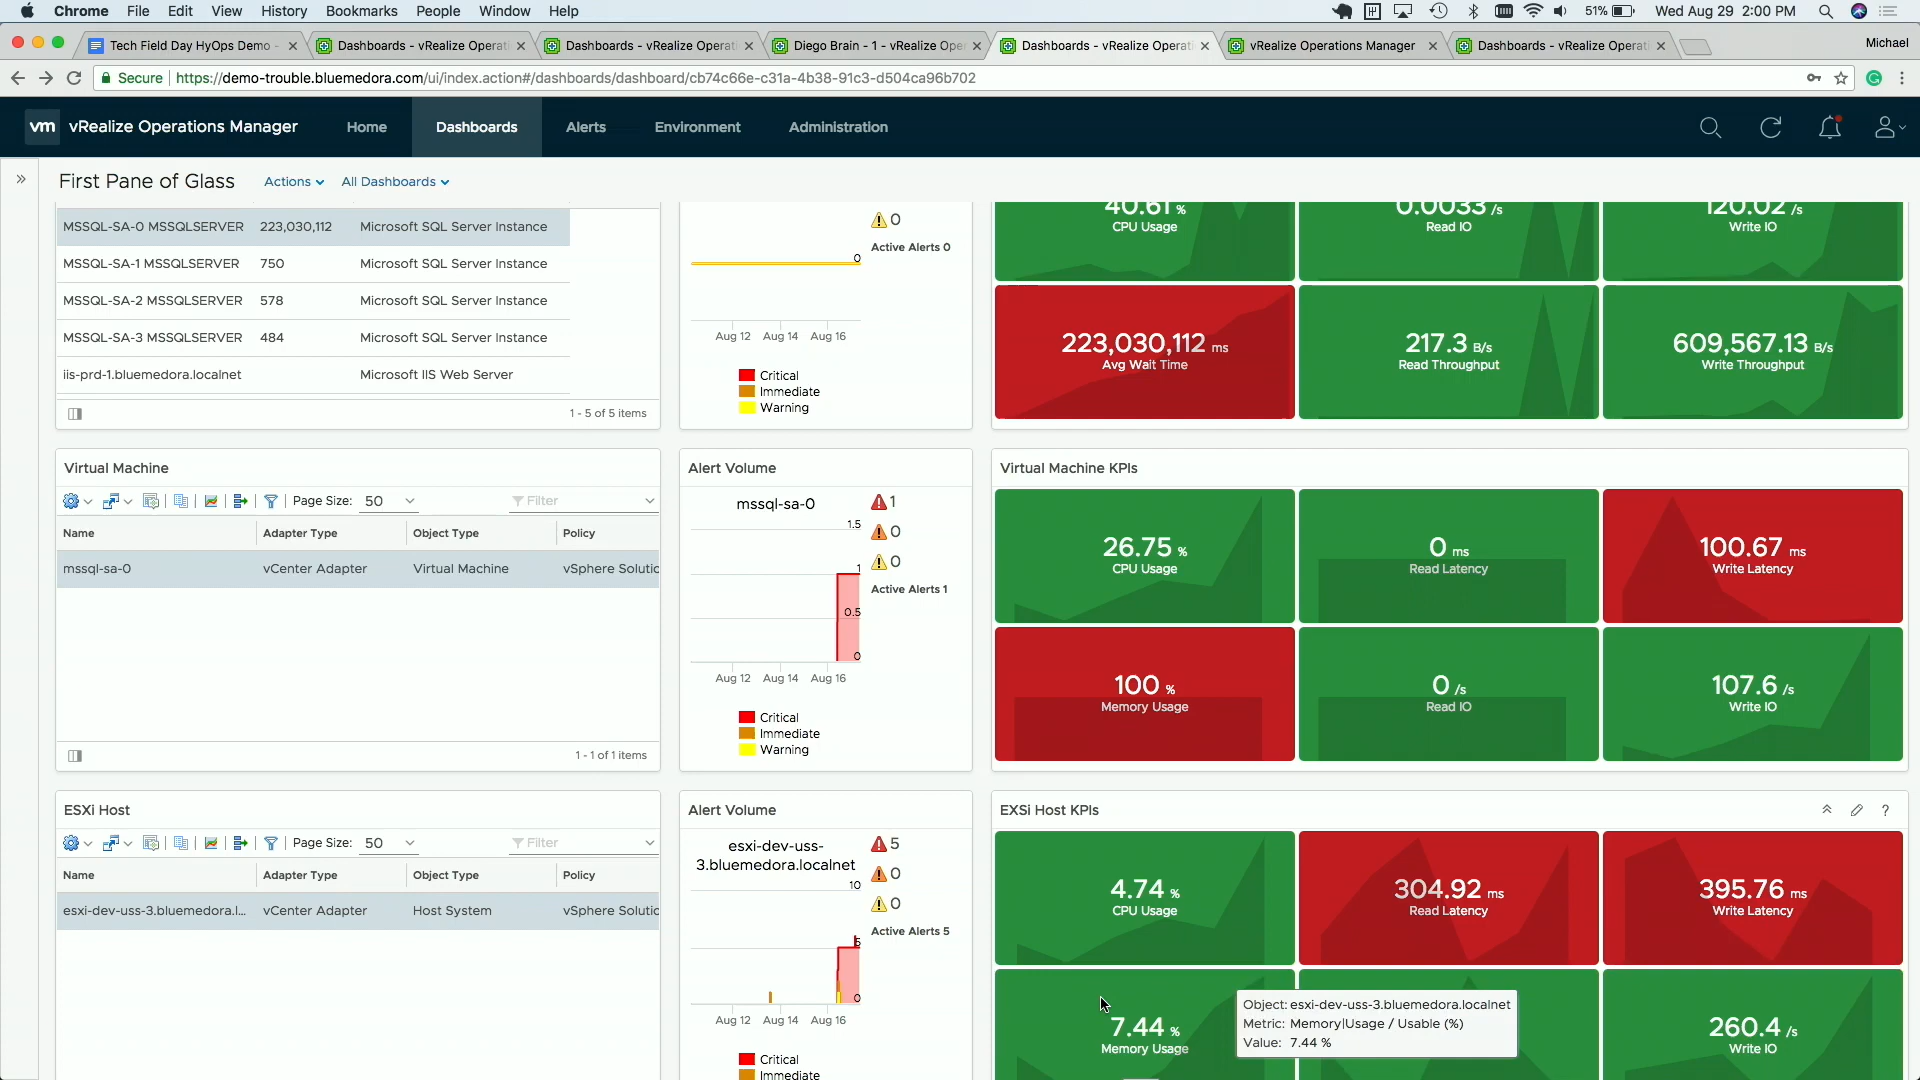 Chrome File Edit View History Bookmarks People Window Help 51% Wed Aug 29 2:00 PM
Tech Field Day HyOps Demo - Dashboards - vRealize Operati Dashboards - vRealize Operati Diego Brain - 1 - vRealize Ope Dashboards - vRealize Operati vRealize Operations Manager Dashboards - vRealize Operati Michael
Secure https://demo-trouble.bluemedora.com/ui/index.action#/dashboards/dashboard/cb74c66e-c31a-4b38-91c3-d504ca96b702
vm vRealize Operations Manager Home Dashboards Alerts Environment Administration
First Pane of Glass Actions All Dashboards
MSSQL-SA-0 MSSQLSERVER 223,030,112 Microsoft SQL Server Instance
MSSQL-SA-1 MSSQLSERVER 750 Microsoft SQL Server Instance
MSSQL-SA-2 MSSQLSERVER 578 Microsoft SQL Server Instance
MSSQL-SA-3 MSSQLSERVER 484 Microsoft SQL Server Instance
iis-prd-1.bluemedora.localnet Microsoft IIS Web Server
1 - 5 of 5 items
0
Active Alerts 0
0
Aug 12 Aug 14 Aug 16
Critical
Immediate
Warning
40.61 % 0.0033 /s 120.02 /s
CPU Usage Read IO Write IO
223,030,112 ms 217.3 B/s 609,567.13 B/s
Avg Wait Time Read Throughput Write Throughput
Virtual Machine
Page Size: 50 Filter
Name Adapter Type Object Type Policy
mssql-sa-0 vCenter Adapter Virtual Machine vSphere Solutic
1 - 1 of 1 items
Alert Volume
mssql-sa-0 1
1.5
0
0
1
Active Alerts 1
0.5
0
Aug 12 Aug 14 Aug 16
Critical
Immediate
Warning
Virtual Machine KPIs
26.75 % 0 ms 100.67 ms
CPU Usage Read Latency Write Latency
100 % 0 /s 107.6 /s
Memory Usage Read IO Write IO
ESXi Host
Page Size: 50 Filter
Name Adapter Type Object Type Policy
esxi-dev-uss-3.bluemedora.l... vCenter Adapter Host System vSphere Solutic
Alert Volume
esxi-dev-uss- 5
3.bluemedora.localnet
0
10
0
Active Alerts 5
5
0
Aug 12 Aug 14 Aug 16
Critical
Immediate
EXSi Host KPIs ?
4.74 % 304.92 ms 395.76 ms
CPU Usage Read Latency Write Latency
7.44 % 260.4 /s
Memory Usage Write IO
Object: esxi-dev-uss-3.bluemedora.localnet
Metric: Memory|Usage / Usable (%)
Value: 7.44 %